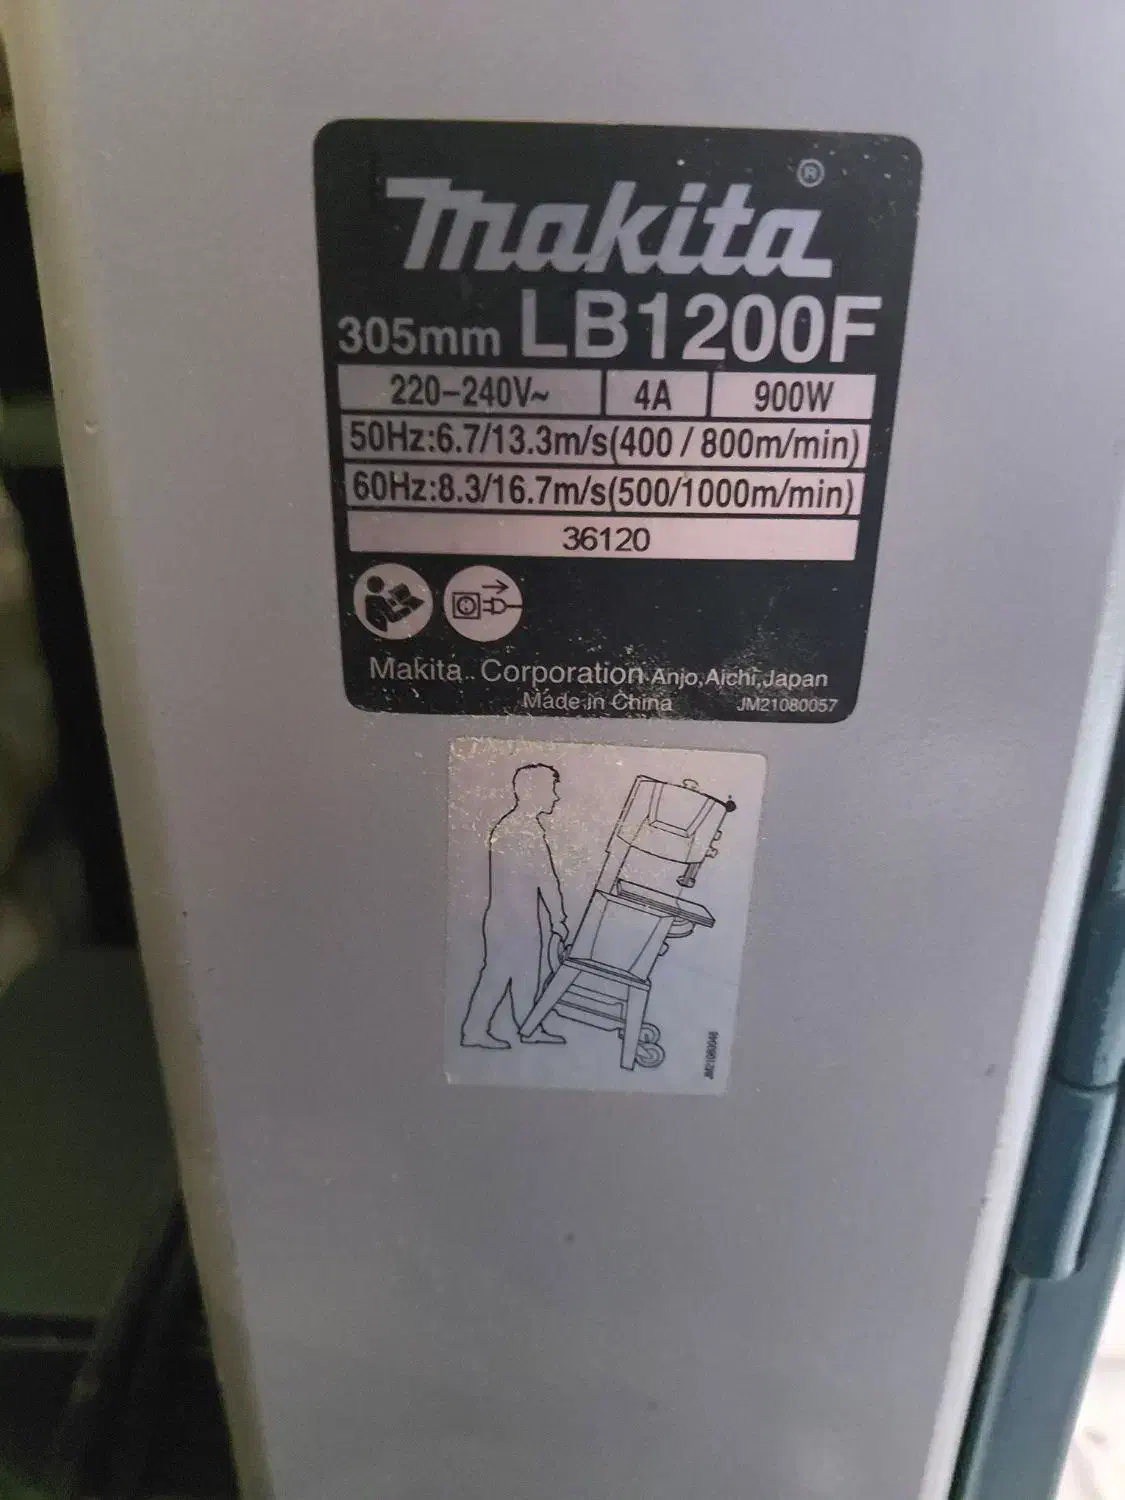 makita®
305mm LB1200F
220–240V~ 4A 900W
50Hz:6.7/13.3m/s(400 / 800m/min)
60Hz:8.3/16.7m/s(500/1000m/min)
36120
Makita Corporation Anjo,Aichi,Japan
Made in China JM21080057